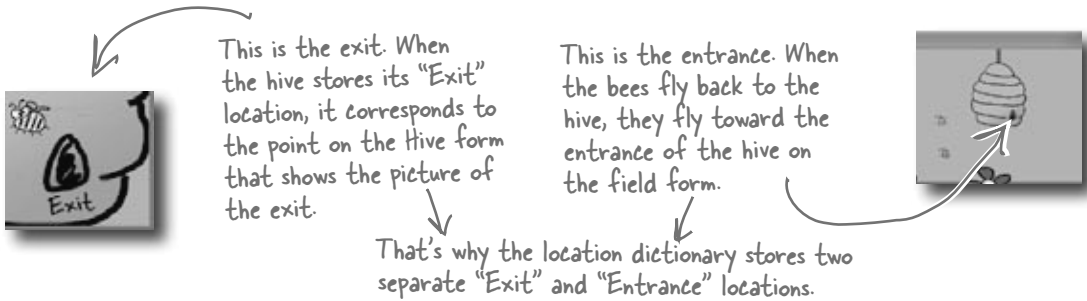 This is the exit. When
the hive stores its “Exit”
location, it corresponds to
the point on the Hive form
that shows the picture of
the exit.
This is the entrance. When
the bees fly back to the
hive, they fly toward the
entrance of the hive on
the field form.
Exit
That's why the location dictionary stores two
separate “Exit” and “Entrance” locations.